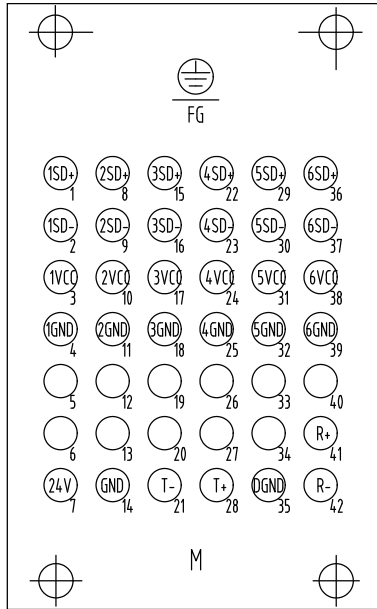 FG
1SD+ 2SD+ 3SD+ 4SD+ 5SD+ 6SD+
1 8 15 22 29 36
1SD- 2SD- 3SD- 4SD- 5SD- 6SD-
2 9 16 23 30 37
1VCC 2VCC 3VCC 4VCC 5VCC 6VCC
3 10 17 24 31 38
1GND 2GND 3GND 4GND 5GND 6GND
4 11 18 25 32 39
5 12 19 26 33 40
R+
6 13 20 27 34 41
24V GND T- T+ DGND R-
7 14 21 28 35 42
M